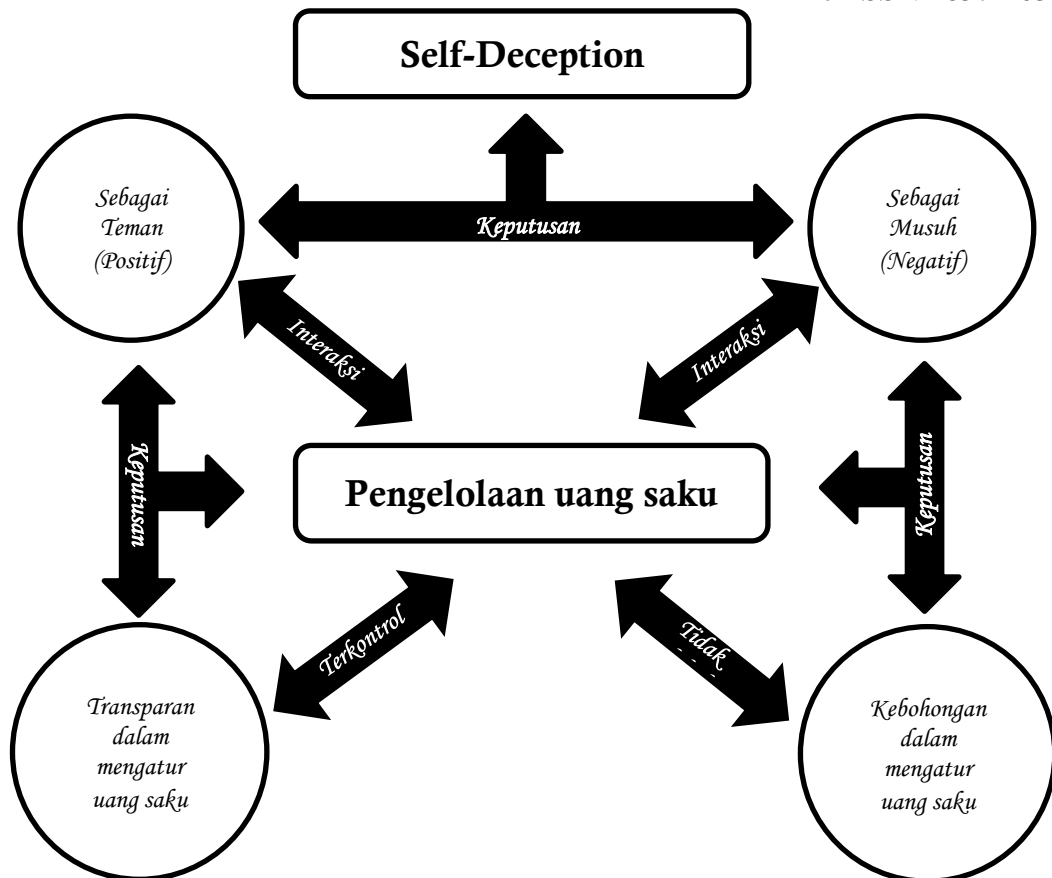 Self-Deception
Sebagai
Teman
(Positif)
Keputusan
Sebagai
Musuh
(Negatif)
Interaksi
Interaksi
Keputusan
Pengelolaan uang saku
Keputusan
Terkontrol
Tidak
Transparan
dalam
mengatur
uang saku
Kebohongan
dalam
mengatur
uang saku